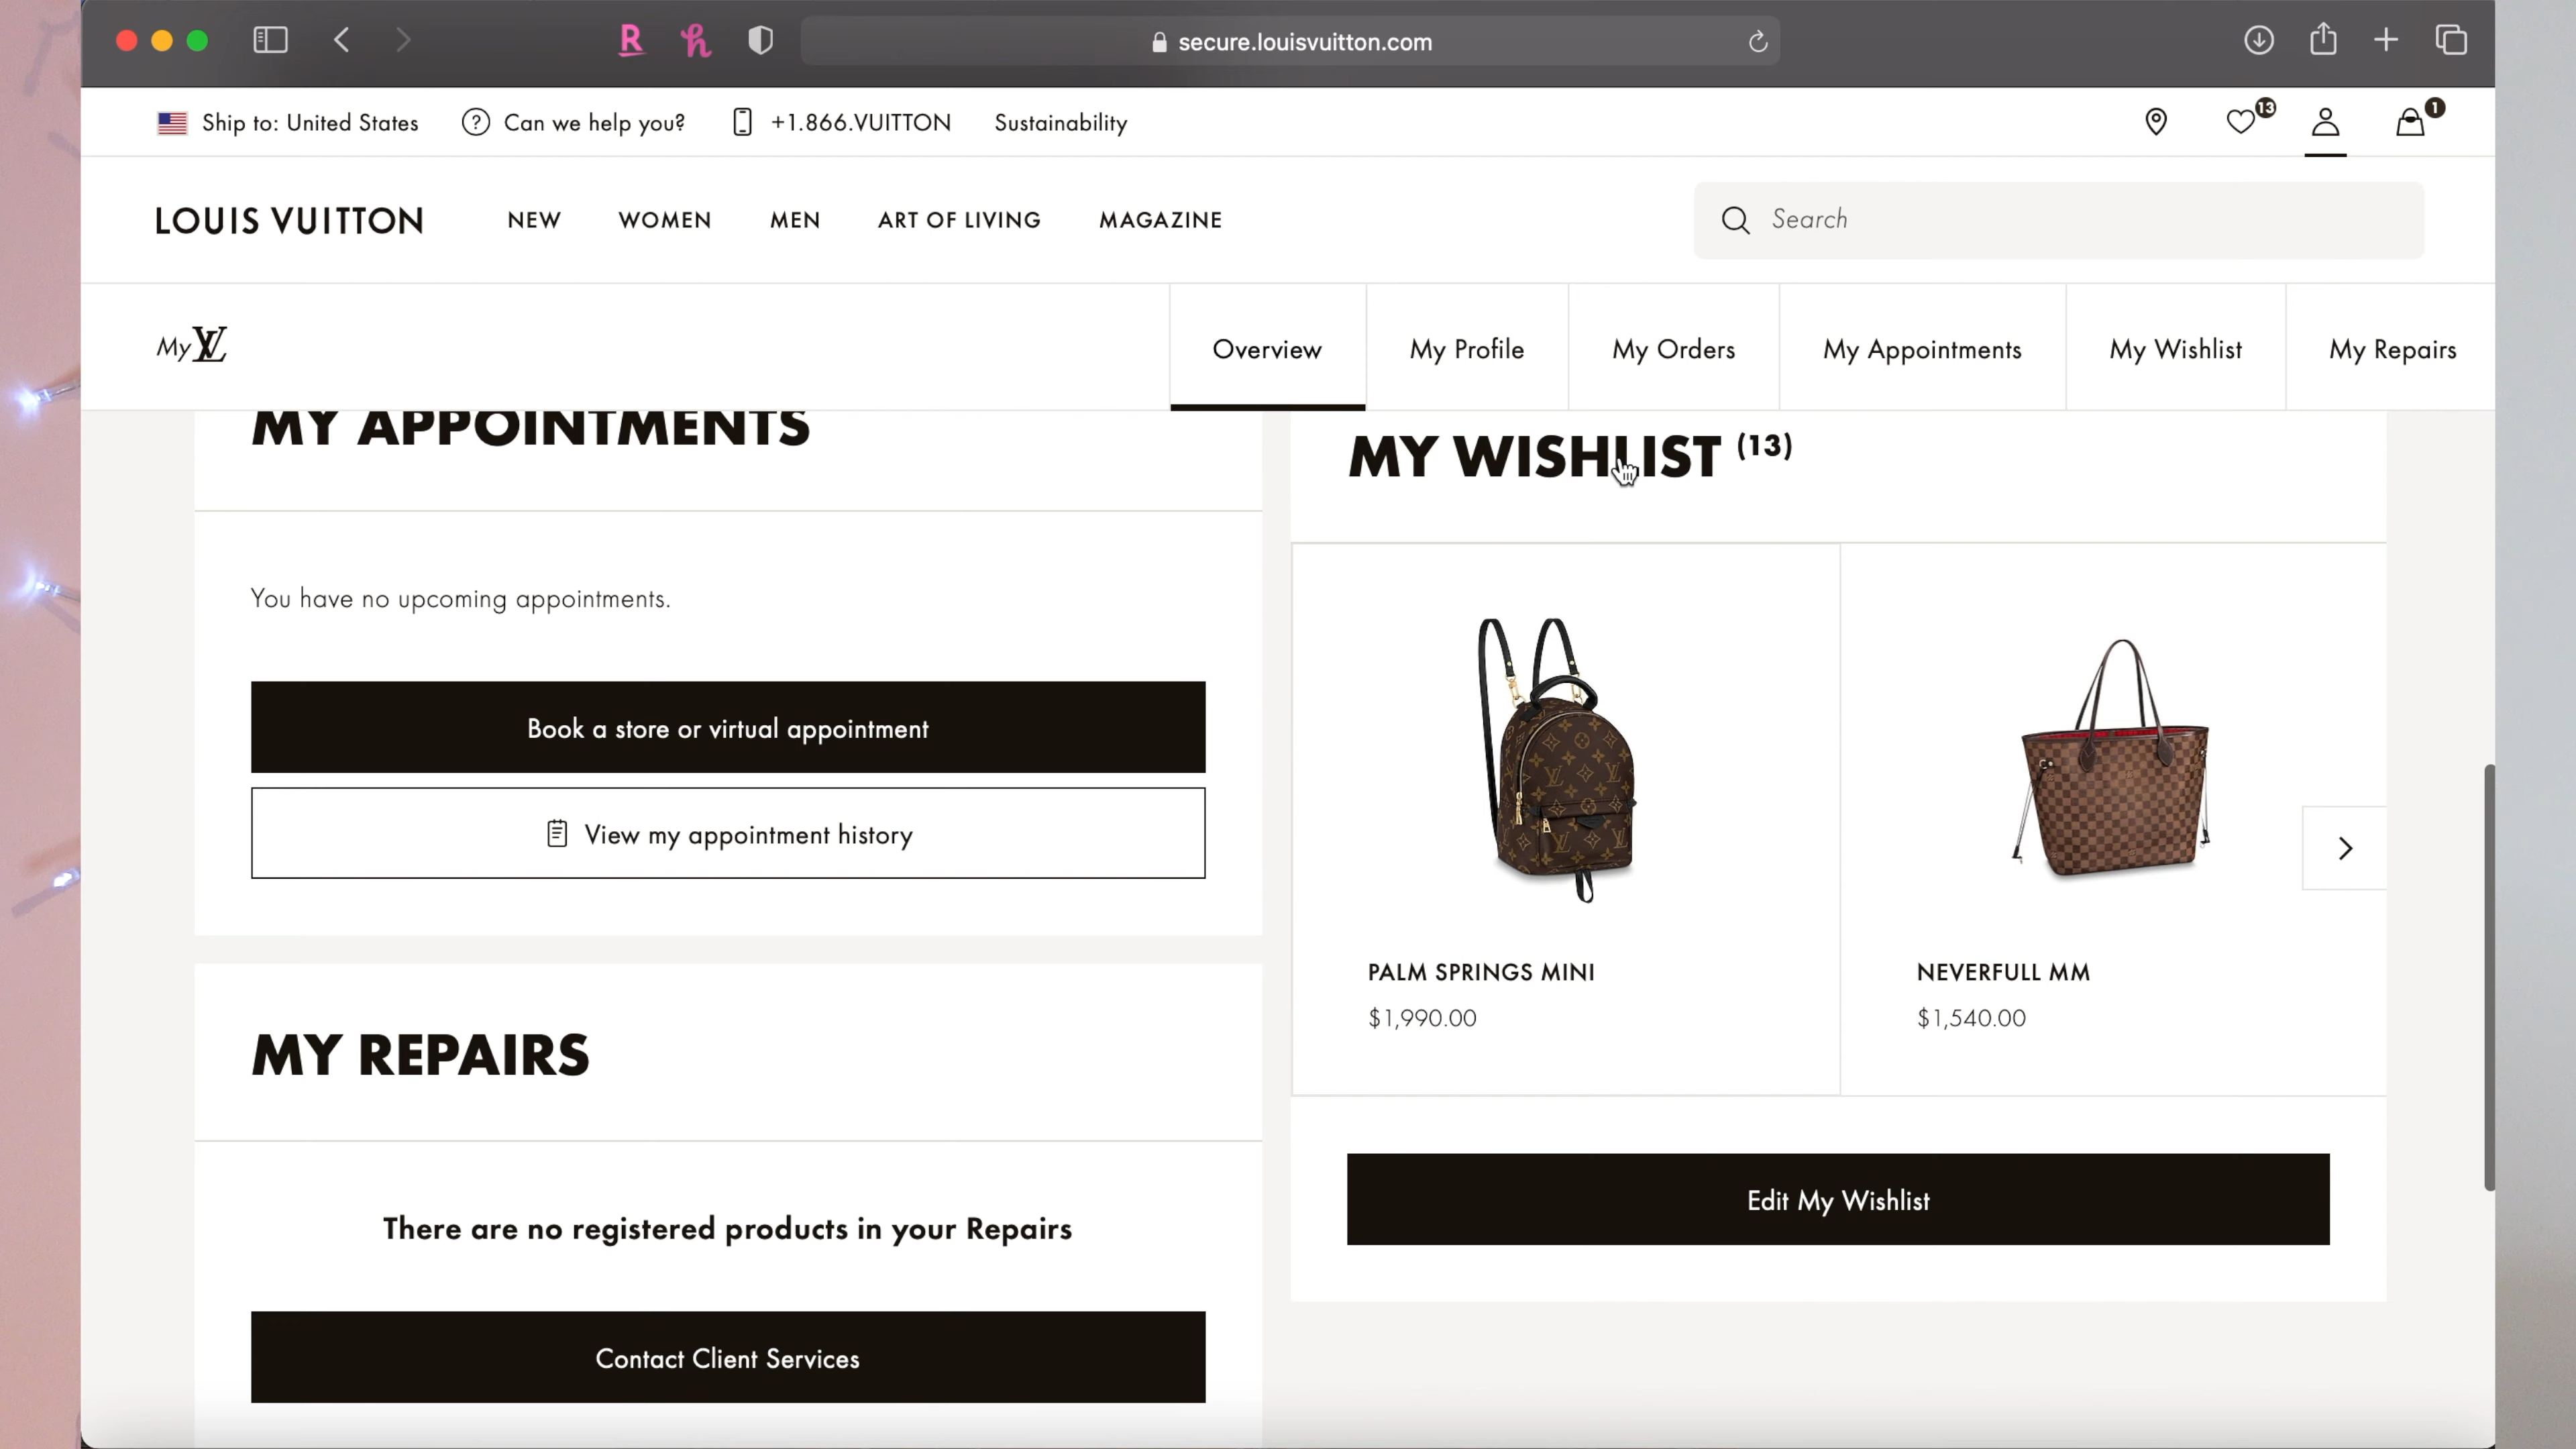 secure.louisvuitton.com
Ship to: United States
Can we help you?
+1.866.VUITTON
Sustainability
13
1
LOUIS VUITTON
NEW
WOMEN
MEN
ART OF LIVING
MAGAZINE
Search
My LV
Overview
My Profile
My Orders
My Appointments
My Wishlist
My Repairs
MY APPOINTMENTS
You have no upcoming appointments.
Book a store or virtual appointment
View my appointment history
MY REPAIRS
There are no registered products in your Repairs
Contact Client Services
MY WISHLIST (13)
PALM SPRINGS MINI
$1,990.00
NEVERFULL MM
$1,540.00
Edit My Wishlist